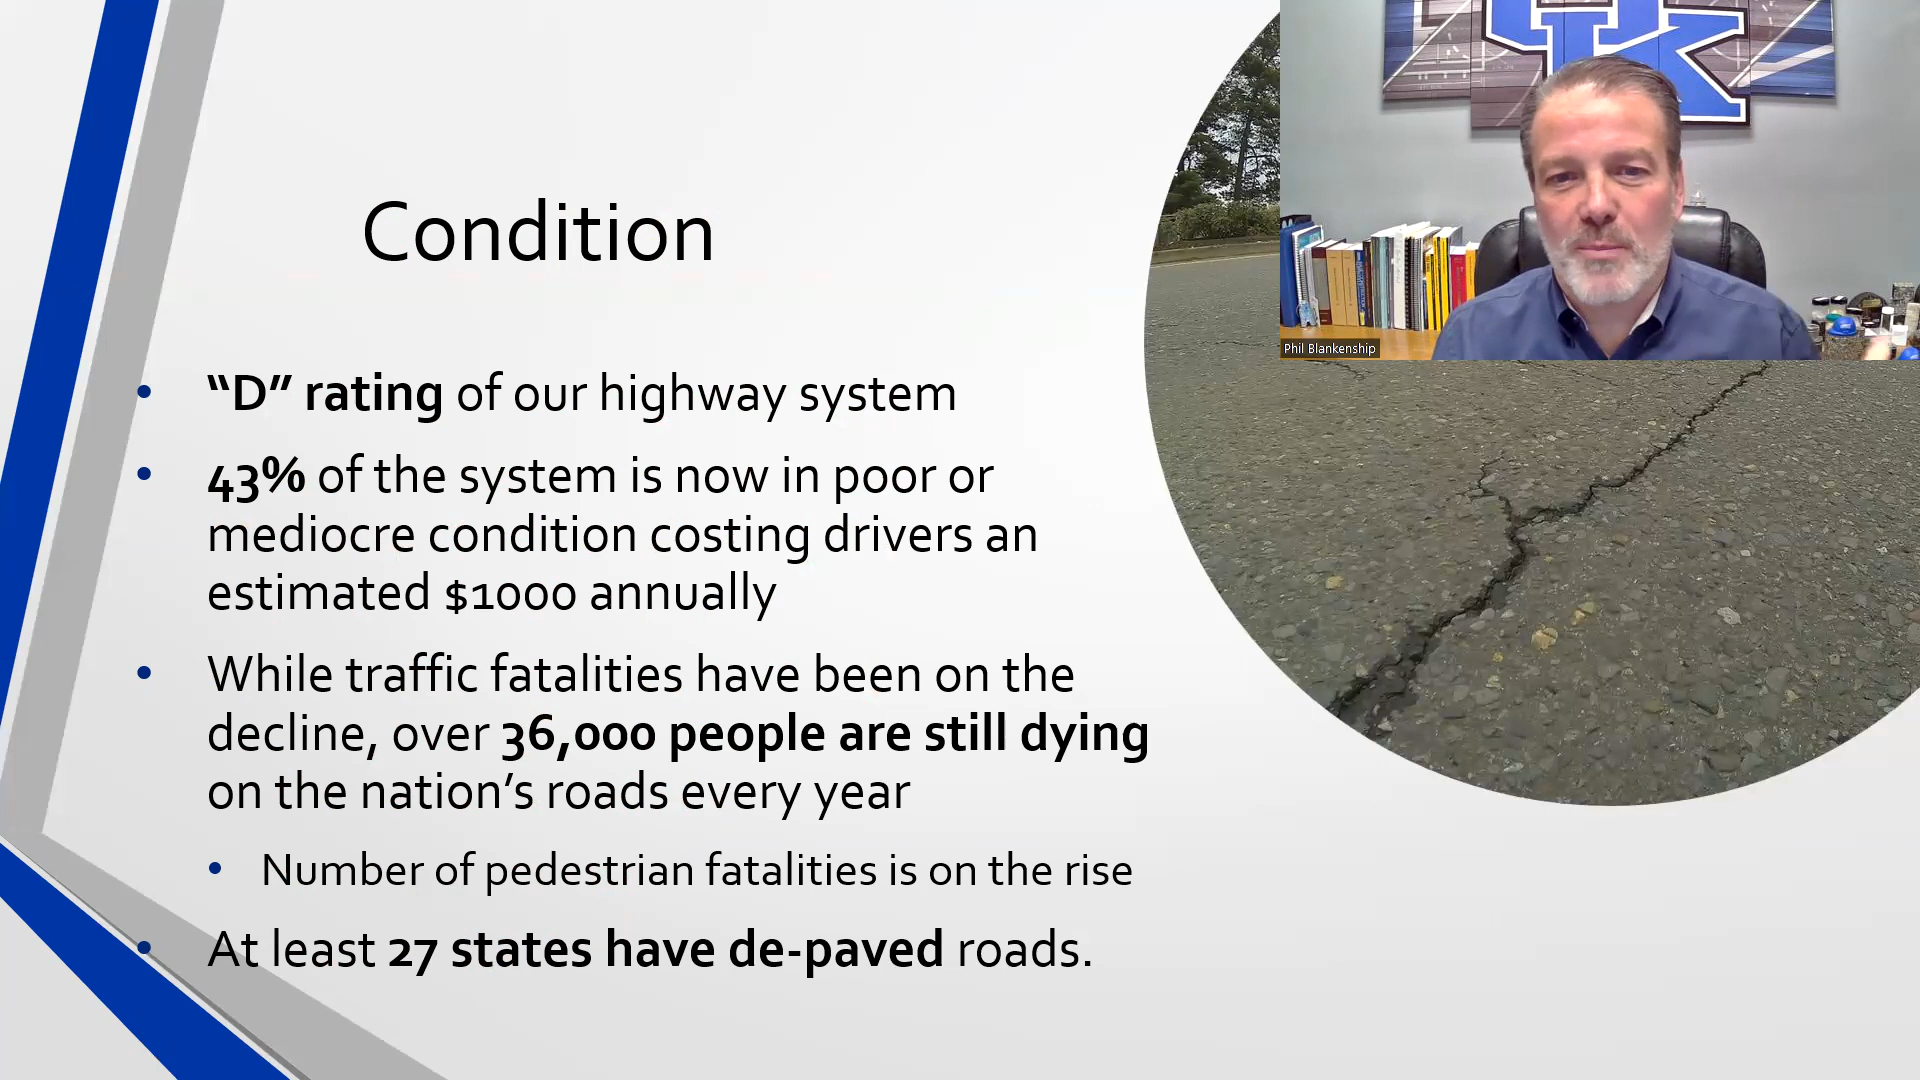 Condition
“D” rating of our highway system
43% of the system is now in poor or
mediocre condition costing drivers an
estimated $1000 annually
While traffic fatalities have been on the
decline, over 36,000 people are still dying
on the nation’s roads every year
Number of pedestrian fatalities is on the rise
At least 27 states have de-paved roads.
UK
Phil Blankenship